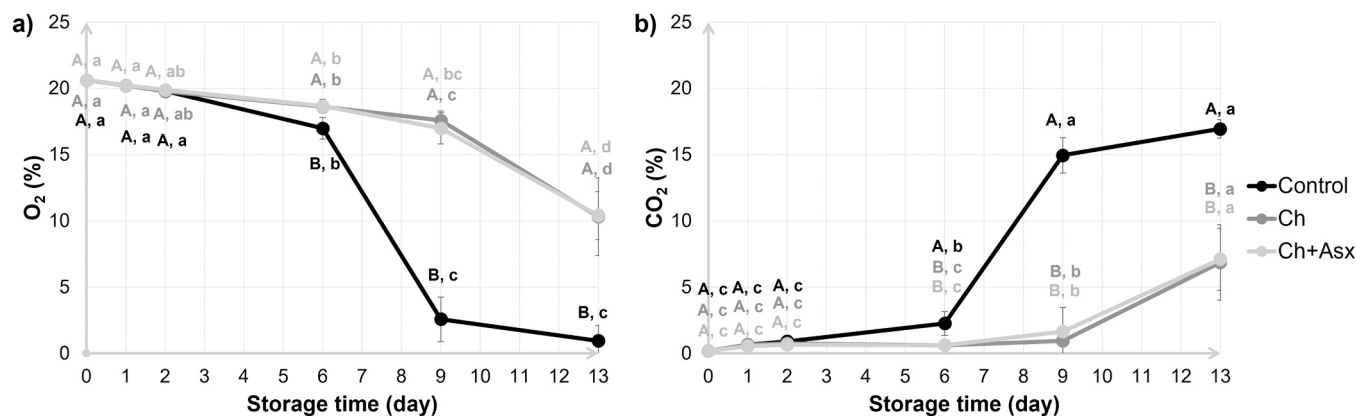 a)
25
20
15
10
5
0
O2 (%)
A, a
A, a
A, ab
A, b
A, b
A, bc
A, c
A, a
A, a
A, a
A, ab
A, a
A, a
B, b
A, d
A, d
B, c
B, c
0 1 2 3 4 5 6 7 8 9 10 11 12 13
Storage time (day)
b)
25
20
15
10
5
0
CO2 (%)
A, a
A, a
B, a
B, a
A, b
B, c
B, c
B, b
B, b
A, c
A, c
A, c
A, c
A, c
A, c
A, c
A, c
A, c
0 1 2 3 4 5 6 7 8 9 10 11 12 13
Storage time (day)
Control
Ch
Ch+Asx